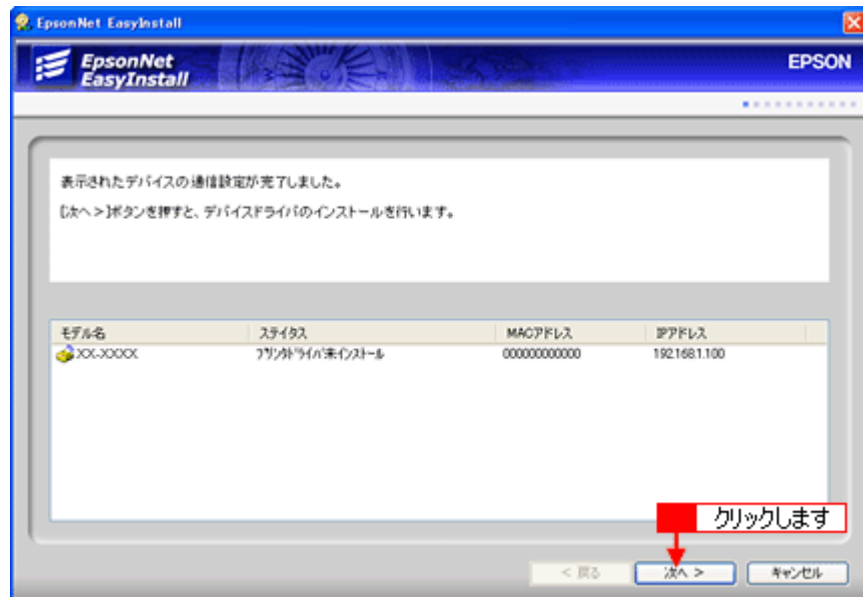 EpsonNet EasyInstall
EpsonNet
EasyInstall
EPSON
表示されたデバイスの通信設定が完了しました。
[次へ >]ボタンを押すと、デバイスドライバのインストールを行います。
モデル名 ステイタス MACアドレス IPアドレス
XX-XXXX プリンタドライバ未インストール 000000000000 192.168.1.100
クリックします
< 戻る 次へ > キャンセル